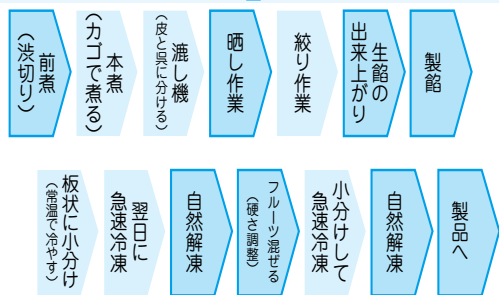 前煮
（渋切り）
本煮
（カゴで煮る）
漉し機
（皮と呉に分ける）
晒し作業
絞り作業
生餡の
出来上がり
製餡
板状に小分け
（常温で冷やす）
翌日に
急速冷凍
自然解凍
フルーツ混ぜる
（硬さ調整）
小分けして
急速冷凍
自然解凍
製品へ